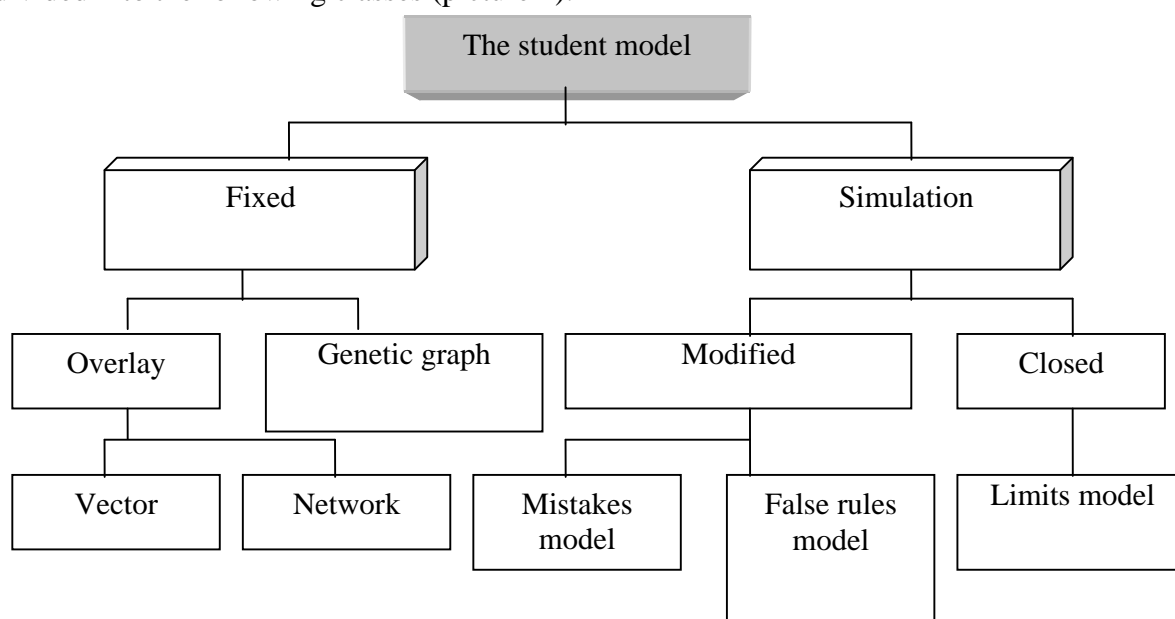 The student model
Fixed
Simulation
Overlay
Genetic graph
Modified
Closed
Vector
Network
Mistakes
model
False rules
model
Limits model